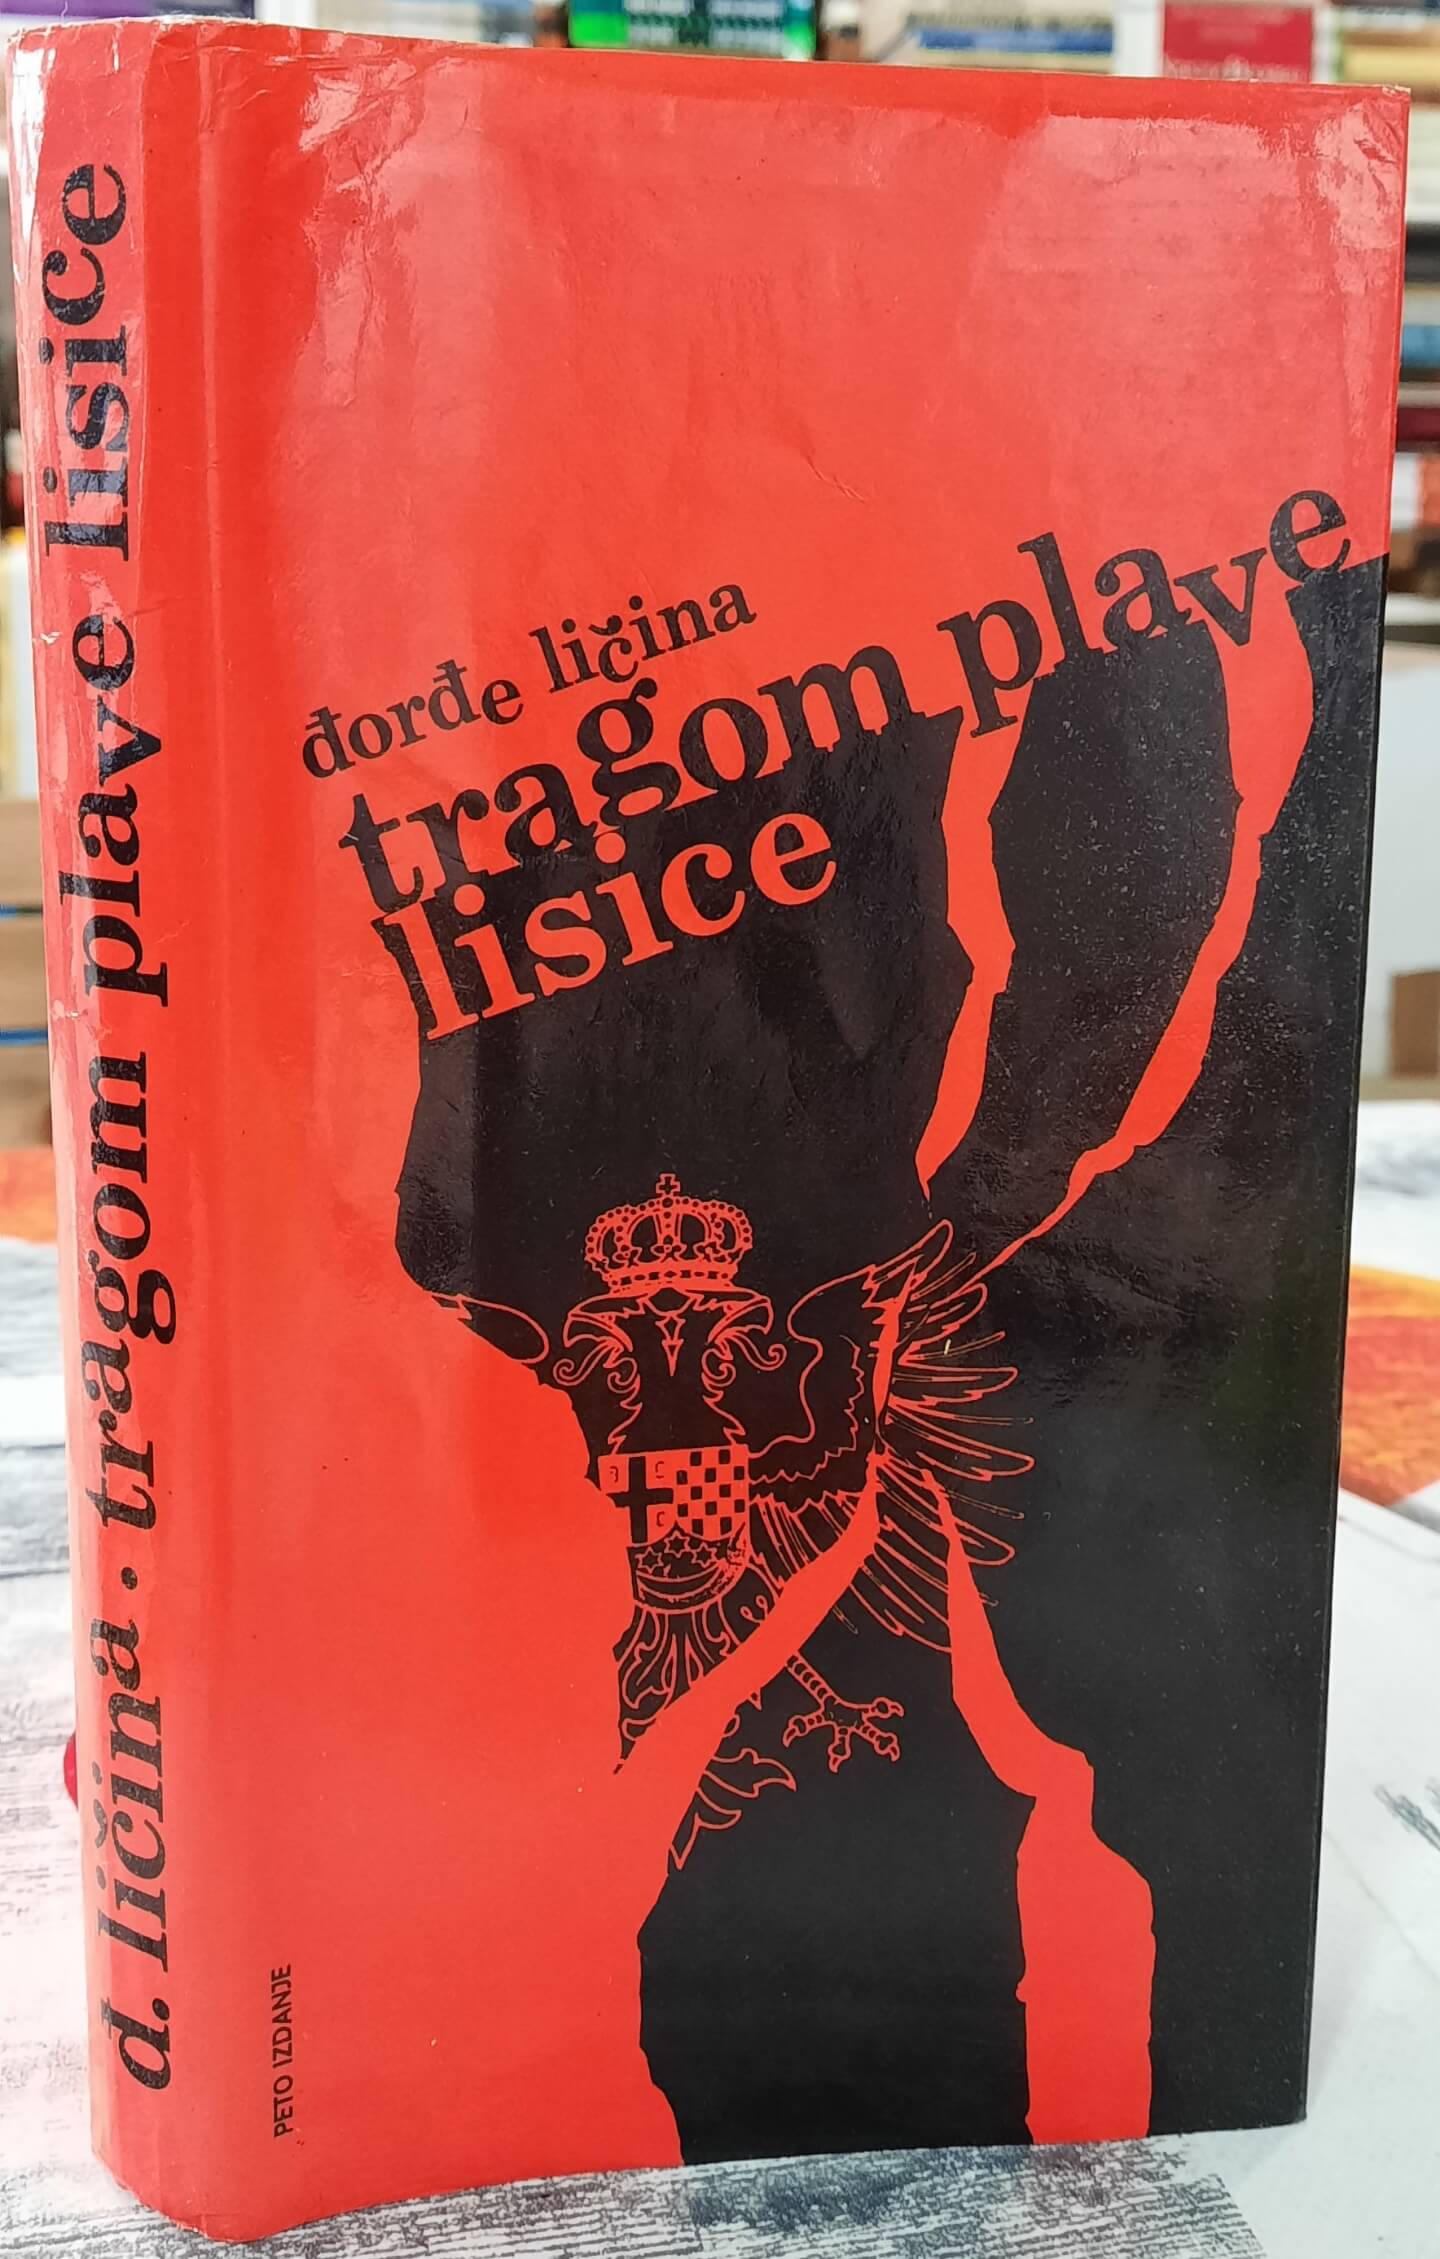 d. ličina . tragom plave lisice
đorđe ličina
tragom plave
lisice
PETO IZDANJE